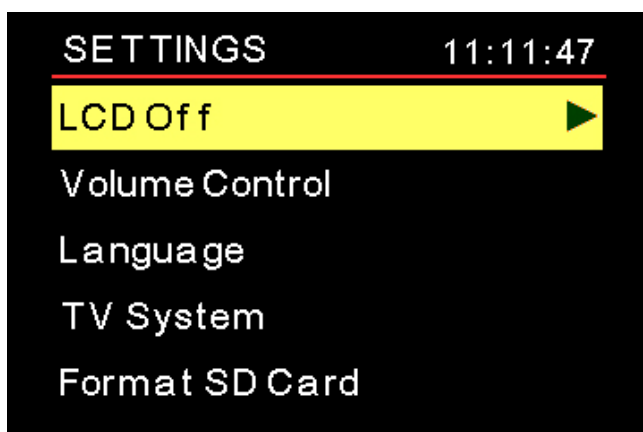 SETTINGS 11:11:47
LCD Off
Volume Control
Language
TV System
Format SD Card